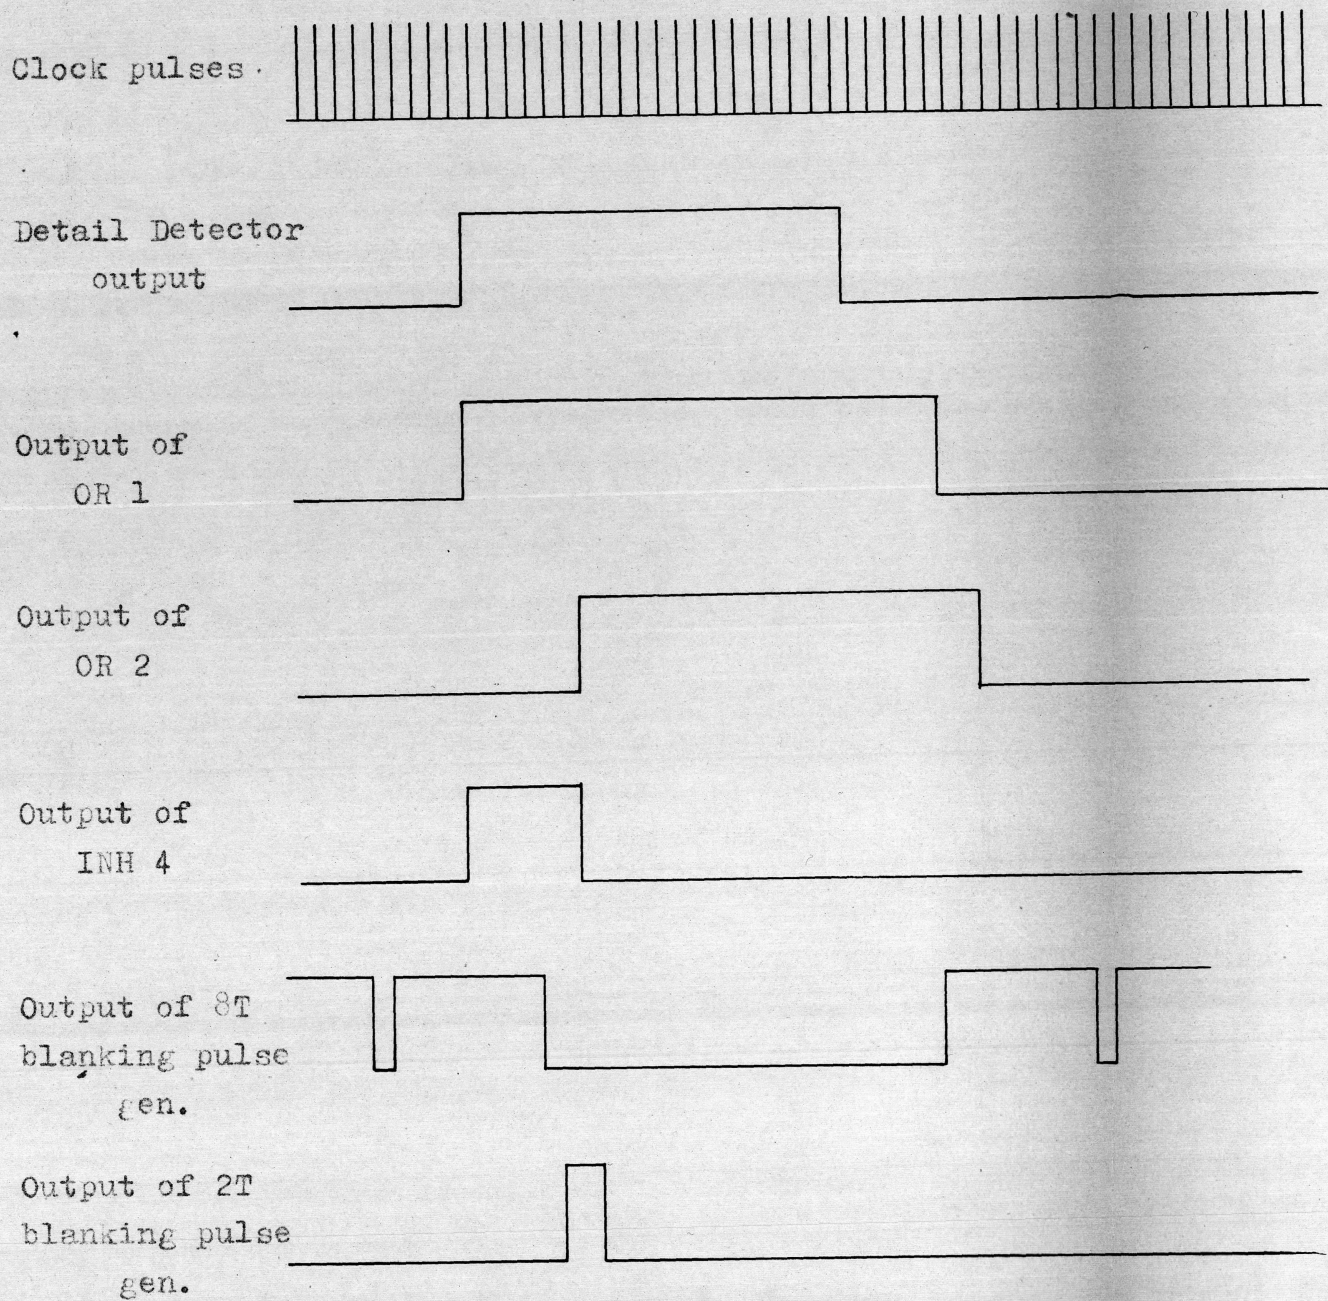 Clock pulses
Detail Detector
output
Output of
OR 1
Output of
OR 2
Output of
INH 4
Output of 8T
blanking pulse
gen.
Output of 2T
blanking pulse
gen.